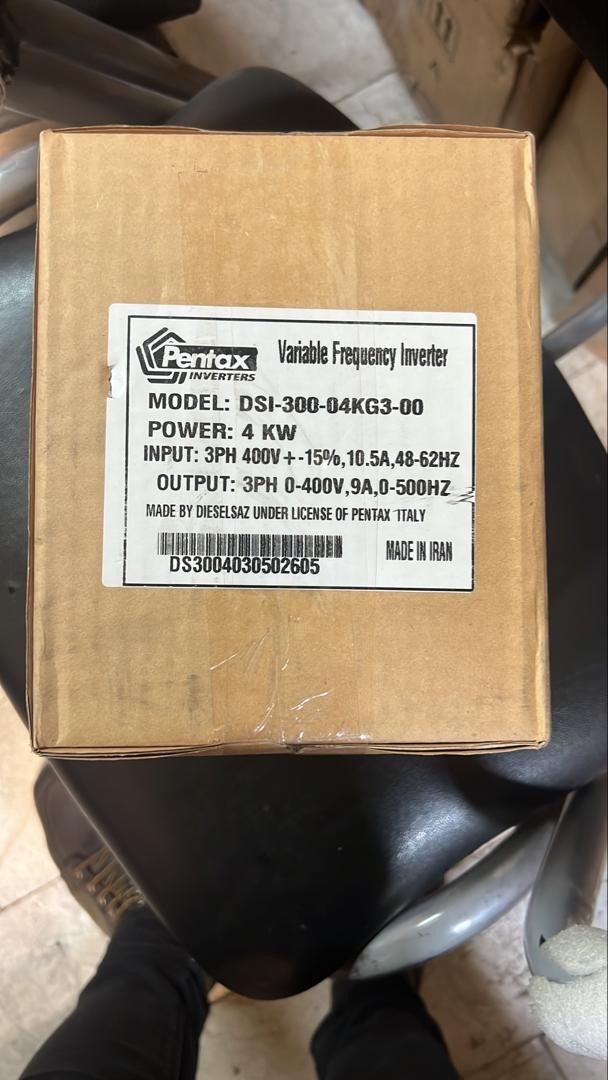 Pentax
INVERTERS
Variable Frequency Inverter
MODEL: DSI-300-04KG3-00
POWER: 4 KW
INPUT: 3PH 400V+-15%,10.5A,48-62HZ
OUTPUT: 3PH 0-400V,9A,0-500HZ
MADE BY DIESELSAZ UNDER LICENSE OF PENTAX ITALY
DS3004030502605
MADE IN IRAN